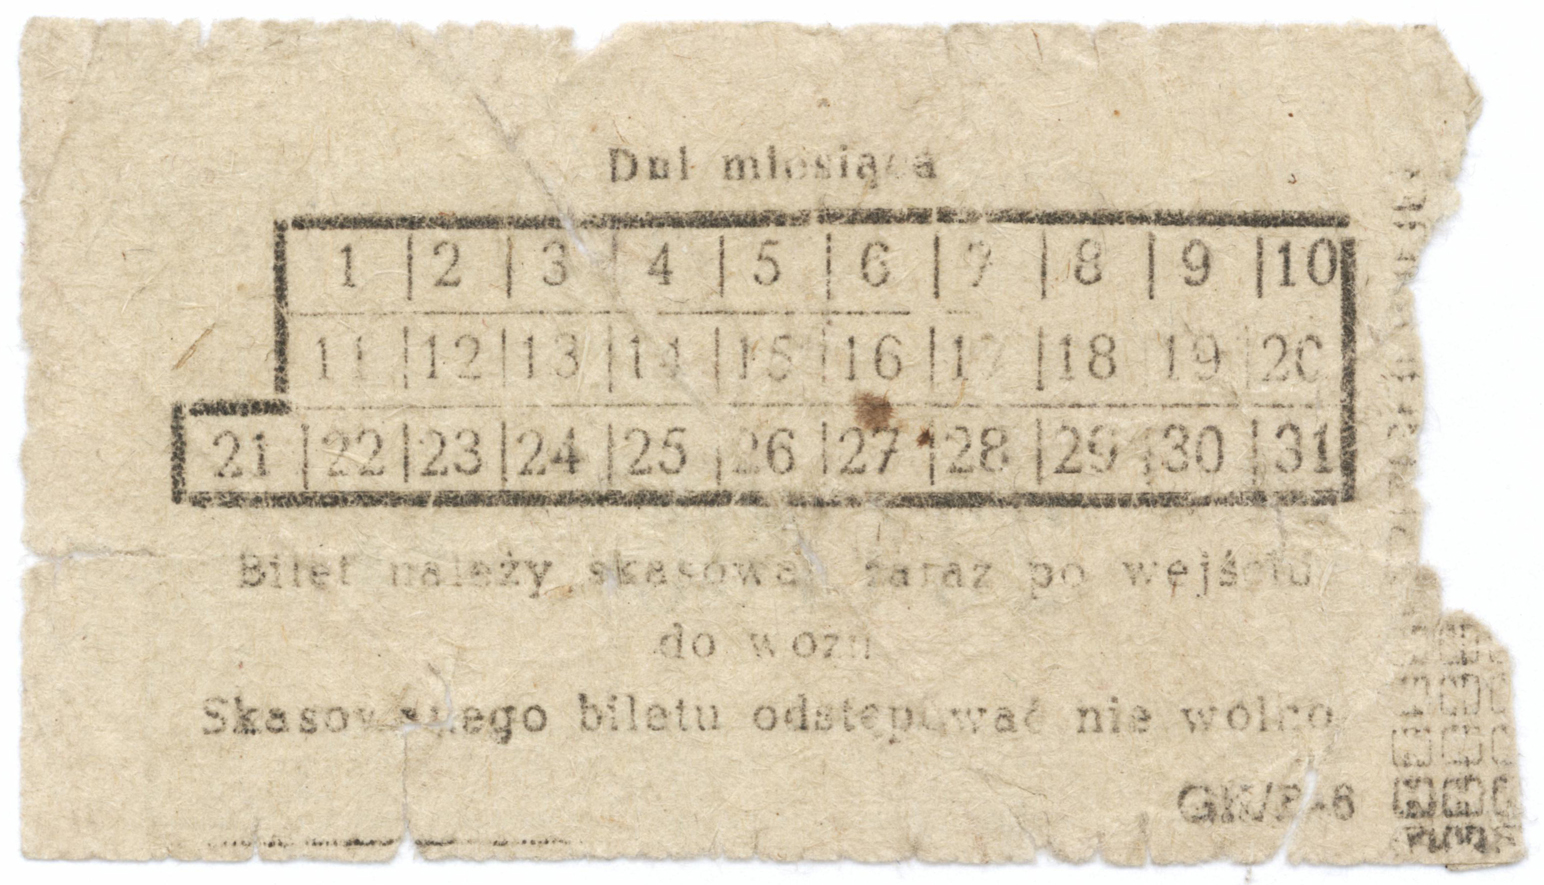 Dni miesiąca
1 | 2 | 3 | 4 | 5 | 6 | 7 | 8 | 9 | 10
11 | 12 | 13 | 14 | 15 | 16 | 17 | 18 | 19 | 20
21 | 22 | 23 | 24 | 25 | 26 | 27 | 28 | 29 | 30 | 31
Bilet należy skasować zaraz po wejściu
do wozu
Skasowanego biletu odstępować nie wolno